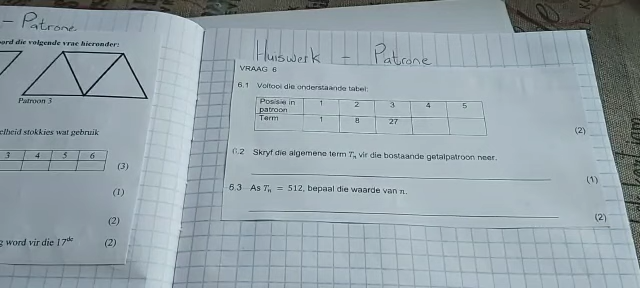 – Patrone
ord die volgende vrae hieronder:
Patroon 3
elheid stokkies wat gebruik
3 4 5 6
(3)
(1)
(2)
word vir die 17de (2)
Huiswerk – Patrone
VRAAG 6
6.1 Voltooi die onderstaande tabel:
Posisie in patroon 1 2 3 4 5
Term 1 8 27
(2)
6.2 Skryf die algemene term Tn vir die bostaande getalpatroon neer.
(1)
6.3 As Tn = 512, bepaal die waarde van n.
(2)